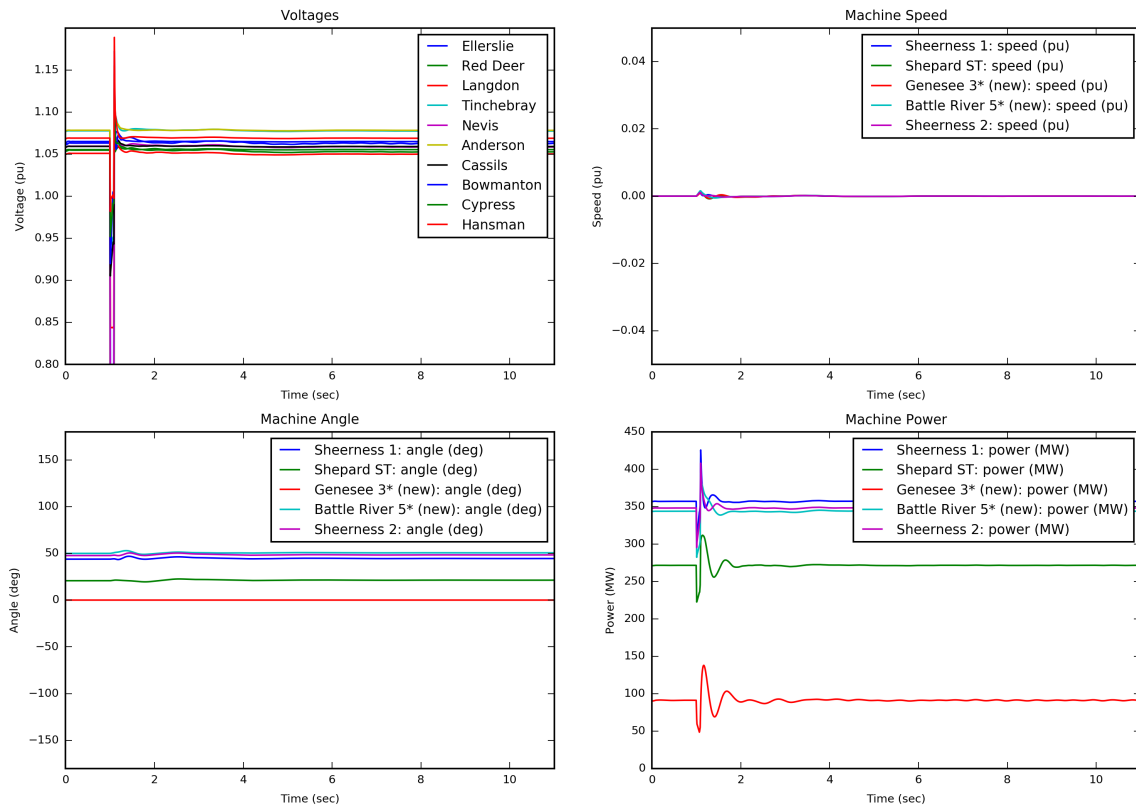 Voltages
1.15
1.10
1.05
1.00
0.95
0.90
0.85
0.80
Voltage (pu)
Ellerslie
Red Deer
Langdon
Tinchebray
Nevis
Anderson
Cassils
Bowmanton
Cypress
Hansman
0 2 4 6 8 10
Time (sec)
Machine Speed
0.04
0.02
0.00
−0.02
−0.04
Speed (pu)
Sheerness 1: speed (pu)
Shepard ST: speed (pu)
Genesee 3* (new): speed (pu)
Battle River 5* (new): speed (pu)
Sheerness 2: speed (pu)
0 2 4 6 8 10
Time (sec)
Machine Angle
150
100
50
0
−50
−100
−150
Angle (deg)
Sheerness 1: angle (deg)
Shepard ST: angle (deg)
Genesee 3* (new): angle (deg)
Battle River 5* (new): angle (deg)
Sheerness 2: angle (deg)
0 2 4 6 8 10
Time (sec)
Machine Power
450
400
350
300
250
200
150
100
50
0
Power (MW)
Sheerness 1: power (MW)
Shepard ST: power (MW)
Genesee 3* (new): power (MW)
Battle River 5* (new): power (MW)
Sheerness 2: power (MW)
0 2 4 6 8 10
Time (sec)